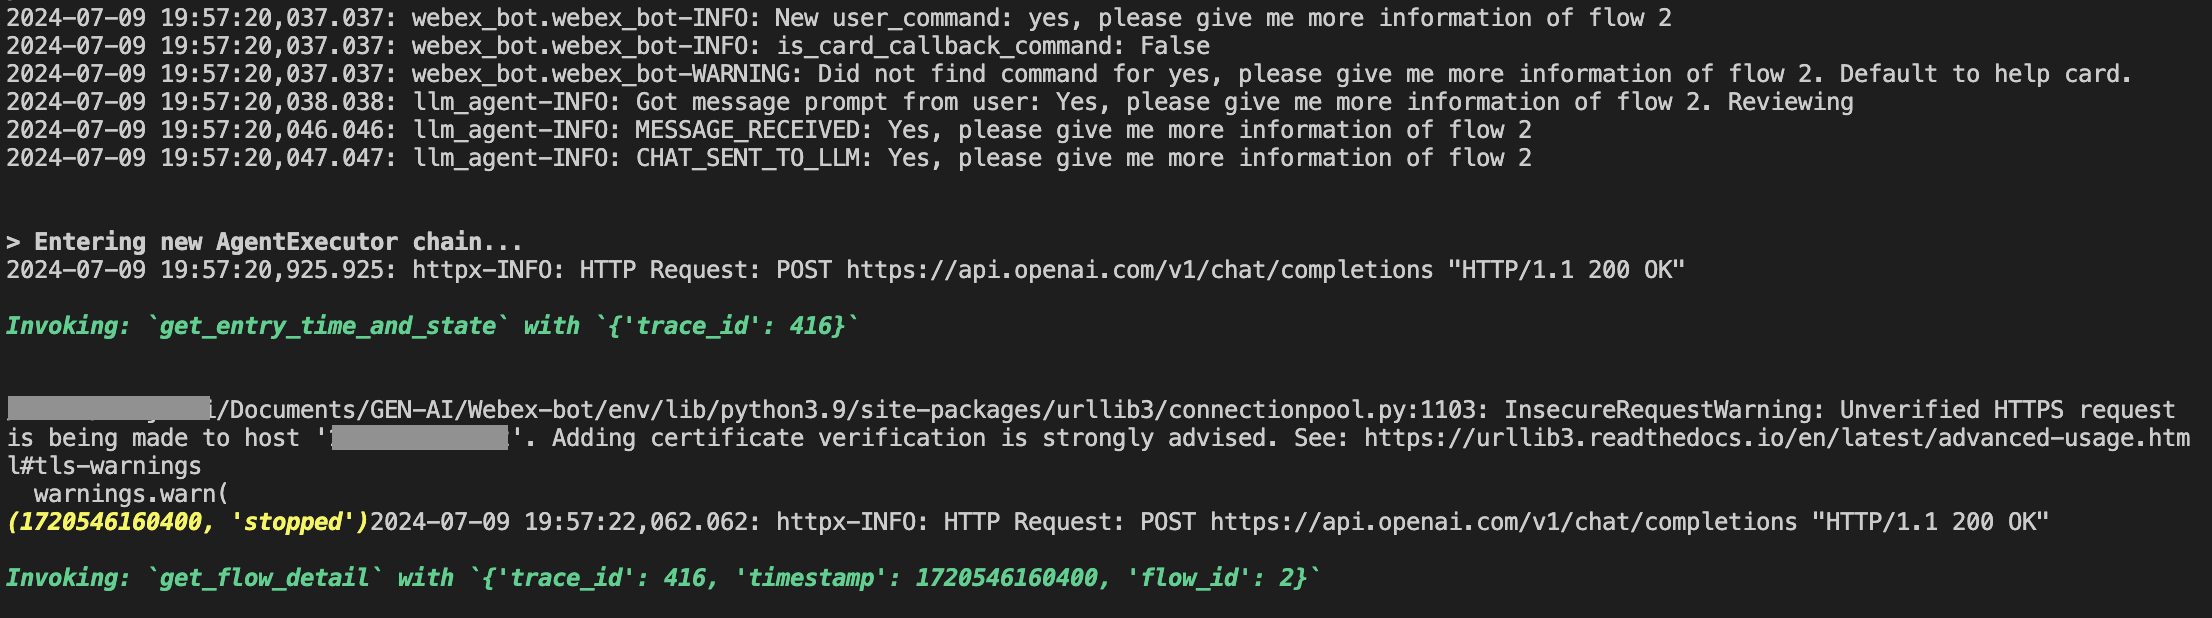 2024-07-09 19:57:20,037.037: webex_bot.webex_bot-INFO: New user_command: yes, please give me more information of flow 2
2024-07-09 19:57:20,037.037: webex_bot.webex_bot-INFO: is_card_callback_command: False
2024-07-09 19:57:20,037.037: webex_bot.webex_bot-WARNING: Did not find command for yes, please give me more information of flow 2. Default to help card.
2024-07-09 19:57:20,038.038: llm_agent-INFO: Got message prompt from user: Yes, please give me more information of flow 2. Reviewing
2024-07-09 19:57:20,046.046: llm_agent-INFO: MESSAGE_RECEIVED: Yes, please give me more information of flow 2
2024-07-09 19:57:20,047.047: llm_agent-INFO: CHAT_SENT_TO_LLM: Yes, please give me more information of flow 2
> Entering new AgentExecutor chain...
2024-07-09 19:57:20,925.925: httpx-INFO: HTTP Request: POST https://api.openai.com/v1/chat/completions "HTTP/1.1 200 OK"
Invoking: `get_entry_time_and_state` with `{'trace_id': 416}`
i/Documents/GEN-AI/Webex-bot/env/lib/python3.9/site-packages/urllib3/connectionpool.py:1103: InsecureRequestWarning: Unverified HTTPS request
is being made to host ' '. Adding certificate verification is strongly advised. See: https://urllib3.readthedocs.io/en/latest/advanced-usage.htm
l#tls-warnings
warnings.warn(
(1720546160400, 'stopped')2024-07-09 19:57:22,062.062: httpx-INFO: HTTP Request: POST https://api.openai.com/v1/chat/completions "HTTP/1.1 200 OK"
Invoking: `get_flow_detail` with `{'trace_id': 416, 'timestamp': 1720546160400, 'flow_id': 2}`